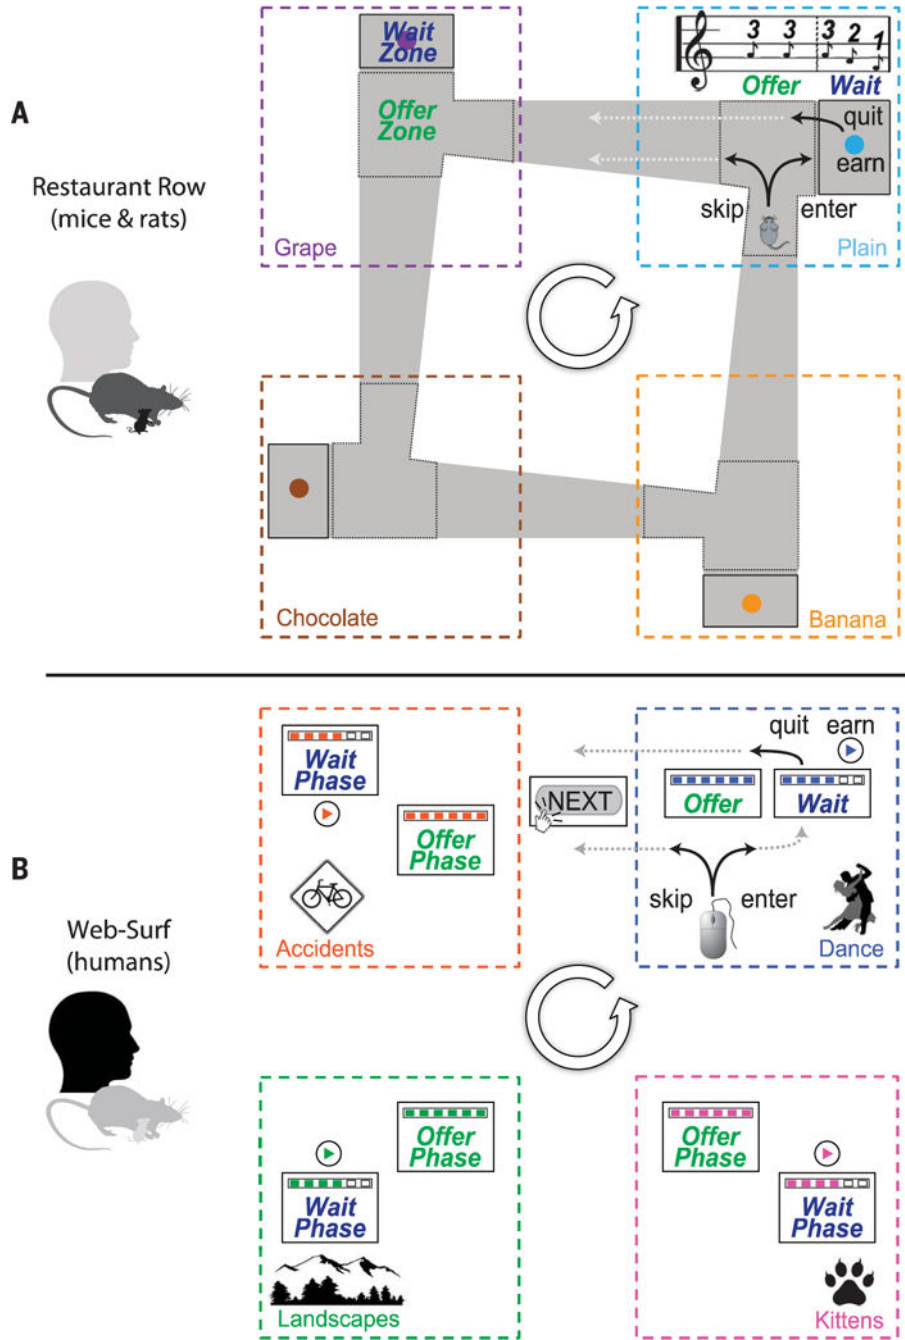 A
Restaurant Row
(mice & rats)
Wait
Zone
Offer
Zone
Grape
3 3 3 2 1
Offer Wait
quit
earn
skip enter
Plain
Chocolate
Banana
B
Web-Surf
(humans)
Wait
Phase
Offer
Phase
Accidents
NEXT
quit earn
Offer Wait
skip enter
Dance
Offer
Phase
Wait
Phase
Landscapes
Offer
Phase
Wait
Phase
Kittens